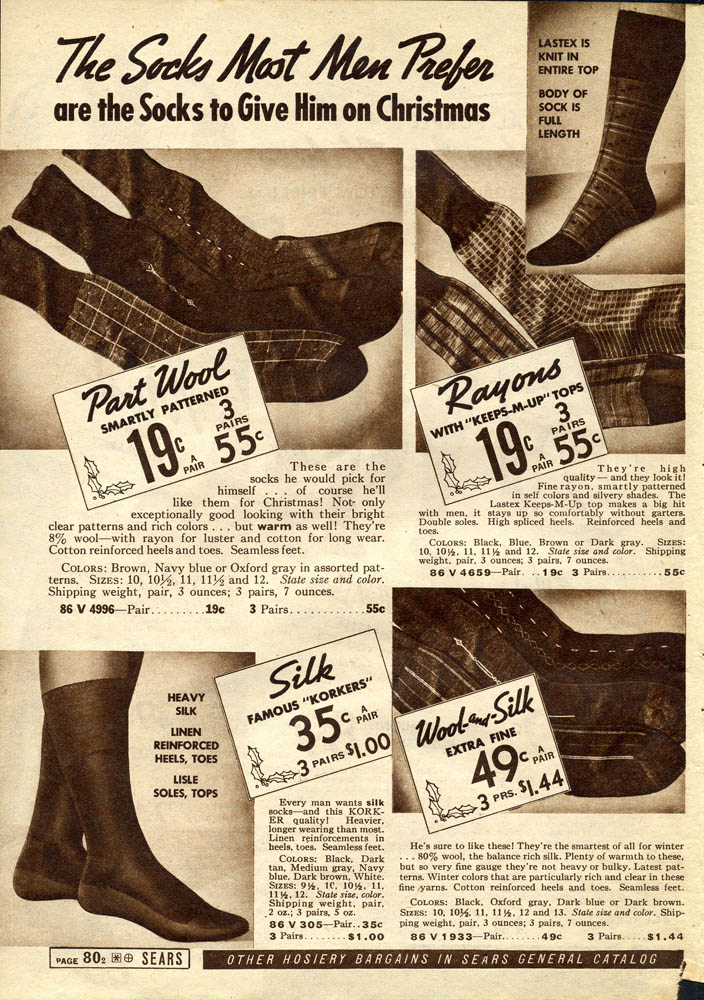 The Socks Most Men Prefer
are the Socks to Give Him on Christmas
LASTEX IS
KNIT IN
ENTIRE TOP
BODY OF
SOCK IS
FULL
LENGTH
Part Wool
SMARTLY PATTERNED
19c A PAIR
3 PAIRS 55c
These are the
socks he would pick for
himself . . . of course he'll
like them for Christmas! Not only
exceptionally good looking with their bright
clear patterns and rich colors . . . but warm as well! They're
8% wool—with rayon for luster and cotton for long wear.
Cotton reinforced heels and toes. Seamless feet.
COLORS: Brown, Navy blue or Oxford gray in assorted pat-
terns. SIZES: 10, 10½, 11, 11½ and 12. State size and color.
Shipping weight, pair, 3 ounces; 3 pairs, 7 ounces.
86 V 4996—Pair.........19c 3 Pairs............55c
Rayons
WITH "KEEPS-M-UP" TOPS
19c A PAIR
3 PAIRS 55c
They're high
quality—and they look it!
Fine rayon, smartly patterned
in self colors and silvery shades. The
Lastex Keeps-M-Up top makes a big hit
with men, it stays up so comfortably without garters.
Double soles. High spliced heels. Reinforced heels and
toes.
COLORS: Black, Blue, Brown or Dark gray. SIZES:
10, 10½, 11, 11½ and 12. State size and color. Shipping
weight, pair, 3 ounces; 3 pairs, 7 ounces.
86 V 4659—Pair...19c 3 Pairs...........55c
HEAVY
SILK
LINEN
REINFORCED
HEELS, TOES
LISLE
SOLES, TOPS
Silk
FAMOUS "KORKERS"
35c A PAIR
3 PAIRS $1.00
Every man wants silk
socks—and this KORK-
ER quality! Heavier,
longer wearing than most.
Linen reinforcements in
heels, toes. Seamless feet.
COLORS: Black, Dark
tan, Medium gray, Navy
blue, Dark brown, White.
SIZES: 9½, 10, 10½, 11,
11½, 12. State size, color.
Shipping weight, pair,
2 oz.; 3 pairs, 5 oz.
86 V 305—Pair..35c
3 Pairs........$1.00
Wool-and-Silk
EXTRA FINE
49c A PAIR
3 PRS. $1.44
He's sure to like these! They're the smartest of all for winter
. . . 80% wool, the balance rich silk. Plenty of warmth to these,
but so very fine gauge they're not heavy or bulky. Latest pat-
terns. Winter colors that are particularly rich and clear in these
fine yarns. Cotton reinforced heels and toes. Seamless feet.
COLORS: Black, Oxford gray, Dark blue or Dark brown.
SIZES: 10, 10½, 11, 11½, 12 and 13. State size and color. Ship-
ping weight, pair, 3 ounces; 3 pairs, 7 ounces.
86 V 1933—Pair.......49c 3 Pairs.....$1.44
PAGE 80₂ SEARS
OTHER HOSIERY BARGAINS IN SEARS GENERAL CATALOG